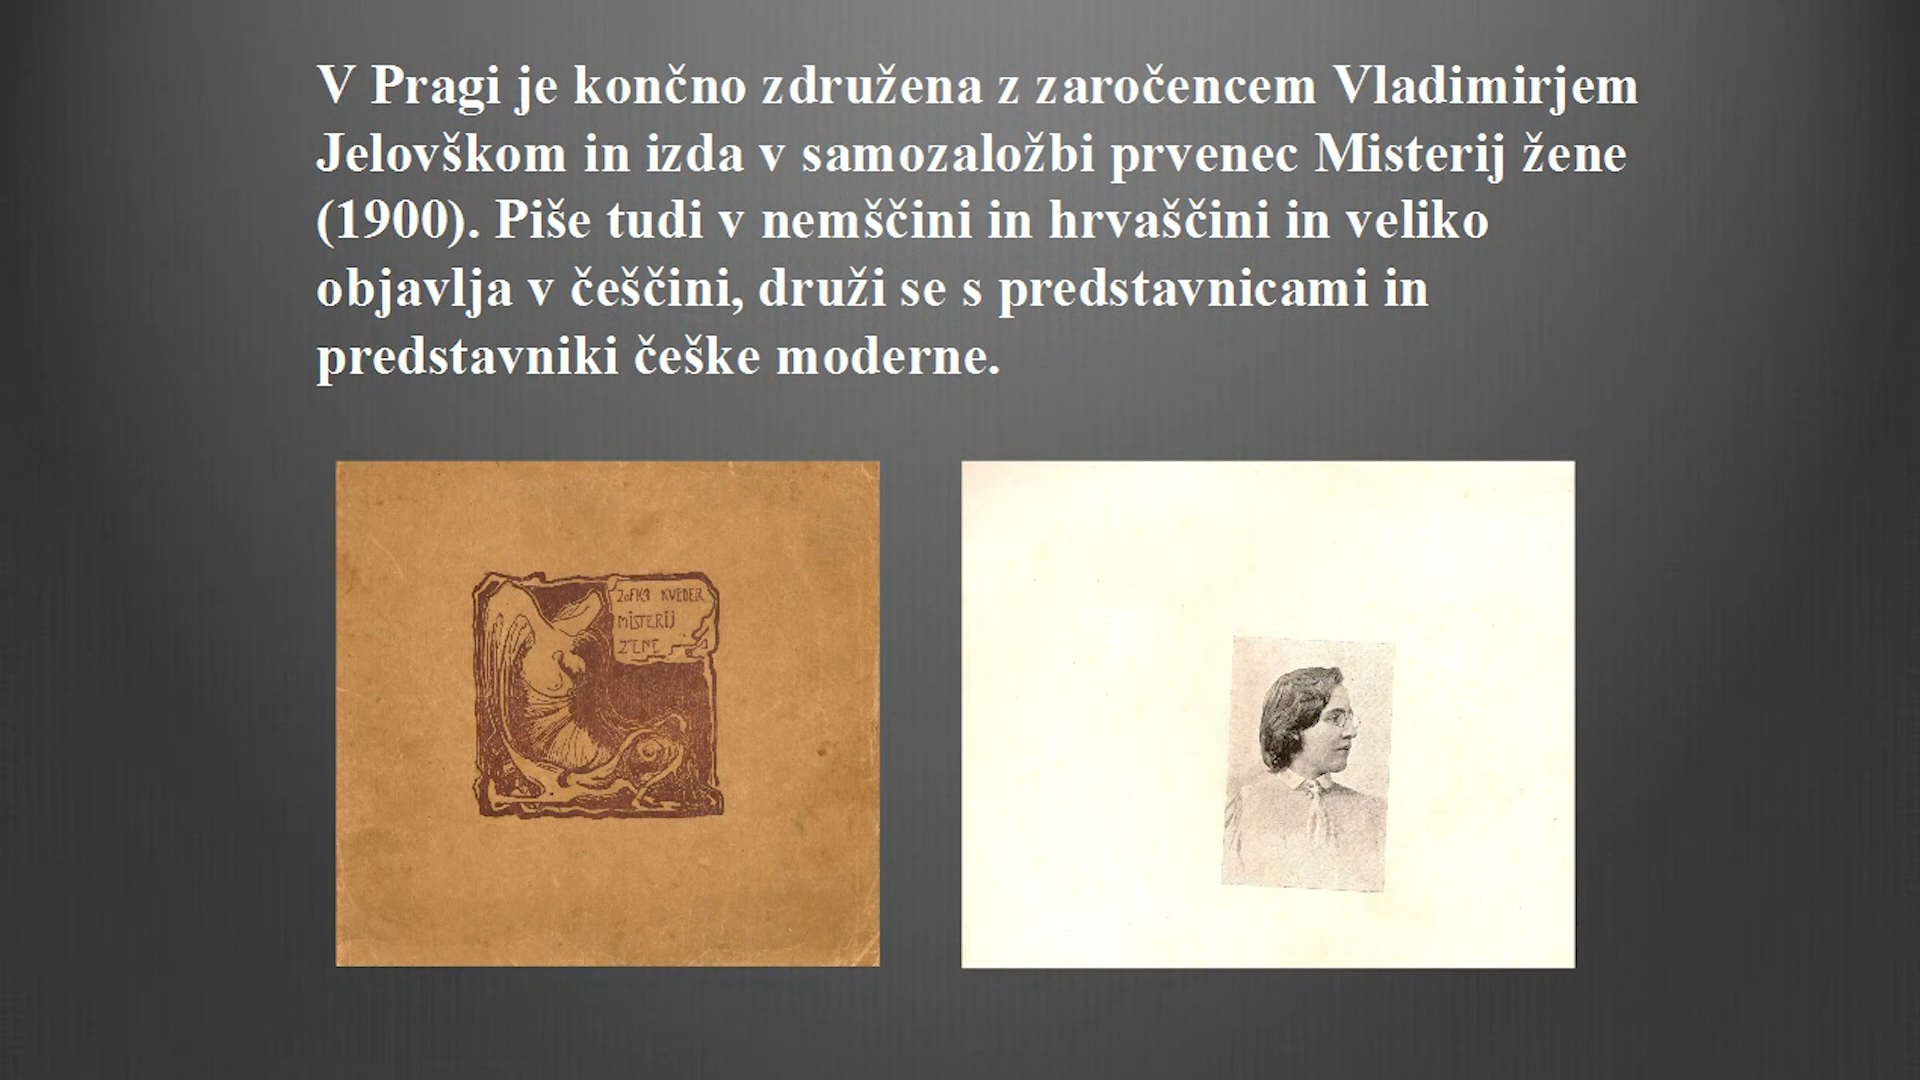 V Pragi je končno združena z zaročencem Vladimirjem
Jelovškom in izda v samozaložbi prvenec Misterij žene
(1900). Piše tudi v nemščini in hrvaščini in veliko
objavlja v češčini, druži se s predstavnicami in
predstavniki češke moderne.
ZOFKA KVEDER
MISTERIJ
ŽENE